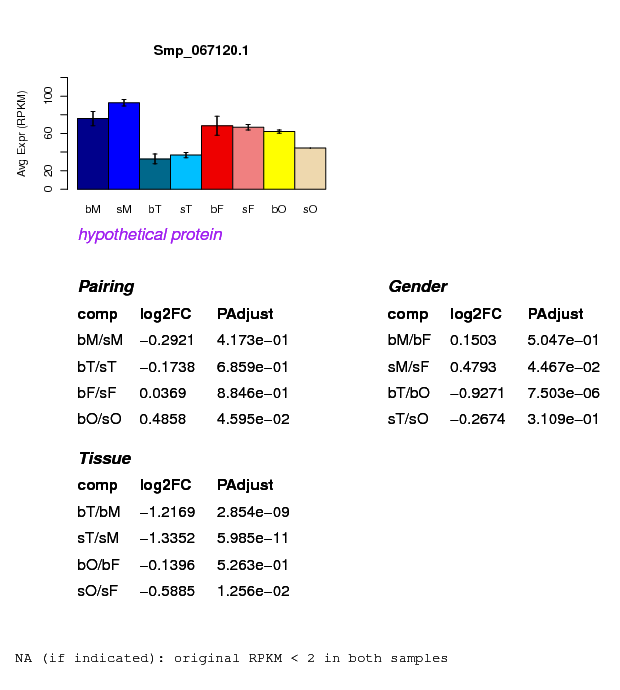 Smp_067120.1
Avg Expr (RPKM)
100
60
20
0
bM sM bT sT bF sF bO sO
hypothetical protein
Pairing
comp log2FC PAdjust
bM/sM −0.2921 4.173e−01
bT/sT −0.1738 6.859e−01
bF/sF 0.0369 8.846e−01
bO/sO 0.4858 4.595e−02
Gender
comp log2FC PAdjust
bM/bF 0.1503 5.047e−01
sM/sF 0.4793 4.467e−02
bT/bO −0.9271 7.503e−06
sT/sO −0.2674 3.109e−01
Tissue
comp log2FC PAdjust
bT/bM −1.2169 2.854e−09
sT/sM −1.3352 5.985e−11
bO/bF −0.1396 5.263e−01
sO/sF −0.5885 1.256e−02
NA (if indicated): original RPKM < 2 in both samples